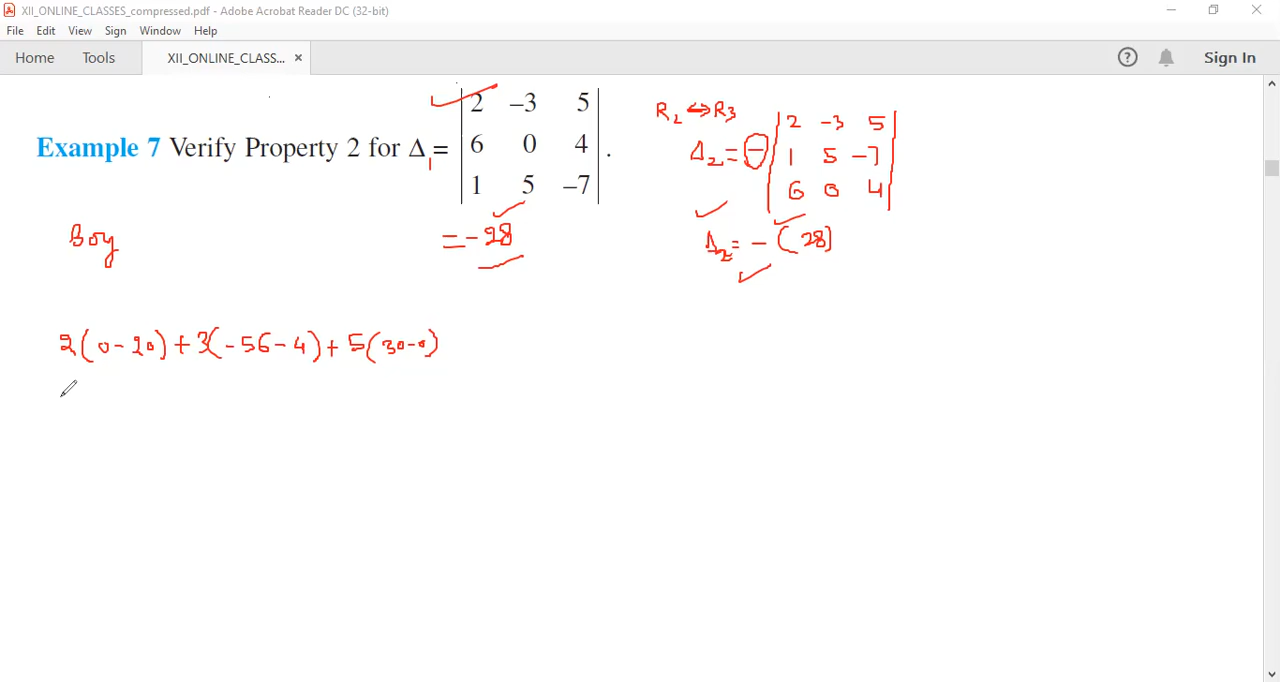 XII_ONLINE_CLASSES_compressed.pdf - Adobe Acrobat Reader DC (32-bit)
File Edit View Sign Window Help
Home Tools XII_ONLINE_CLASS... × Sign In
Example 7 Verify Property 2 for Δ1 =
2 –3 5
6 0 4
1 5 –7
.
= - 28
R2 ↔ R3
Δ2 = -
2 -3 5
1 5 -7
6 0 4
Δ2 = - (28)
Boy
2(0-20) + 3(-56-4) + 5(30-0)